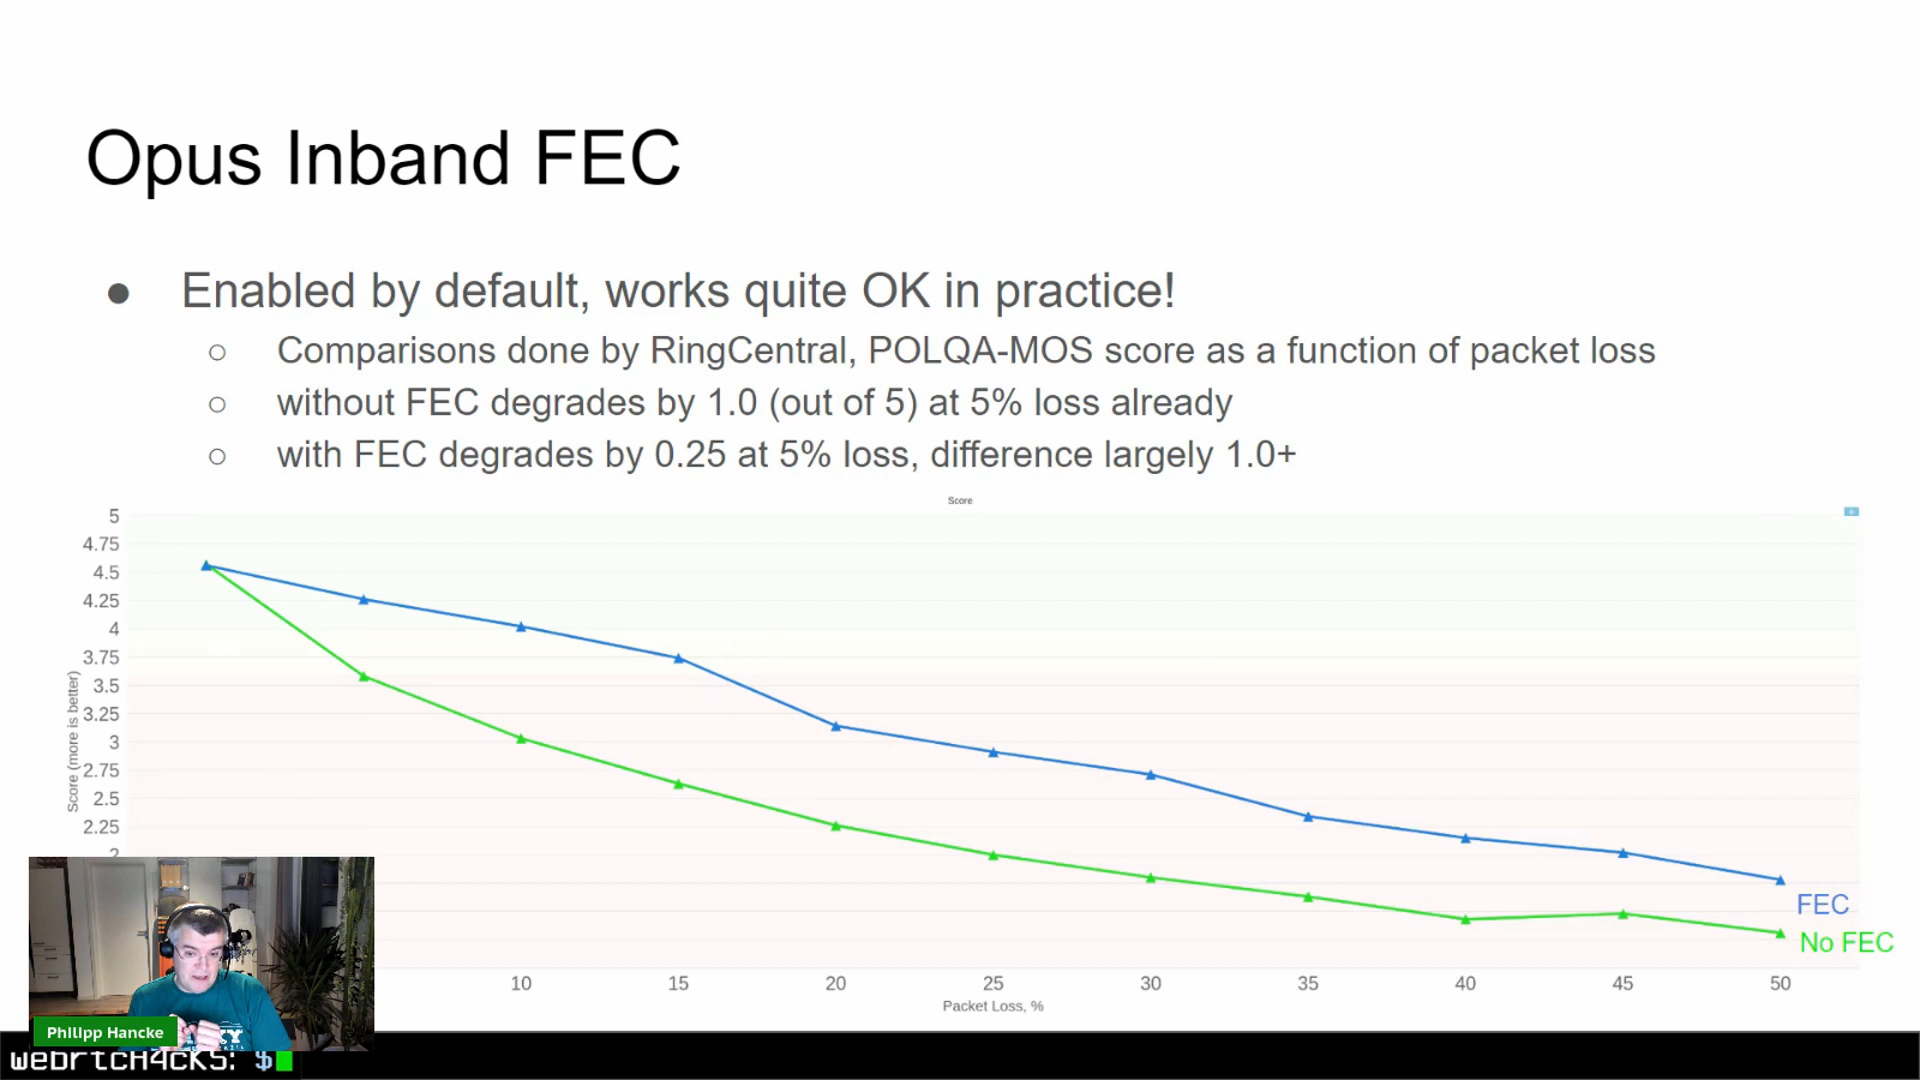 Opus Inband FEC
● Enabled by default, works quite OK in practice!
○ Comparisons done by RingCentral, POLQA-MOS score as a function of packet loss
○ without FEC degrades by 1.0 (out of 5) at 5% loss already
○ with FEC degrades by 0.25 at 5% loss, difference largely 1.0+
Score
5
4.75
4.5
4.25
4
3.75
3.5
3.25
3
2.75
2.5
2.25
2
Score (more is better)
FEC
No FEC
10 15 20 25 30 35 40 45 50
Packet Loss, %
Philipp Hancke
webrtcH4cKS: $